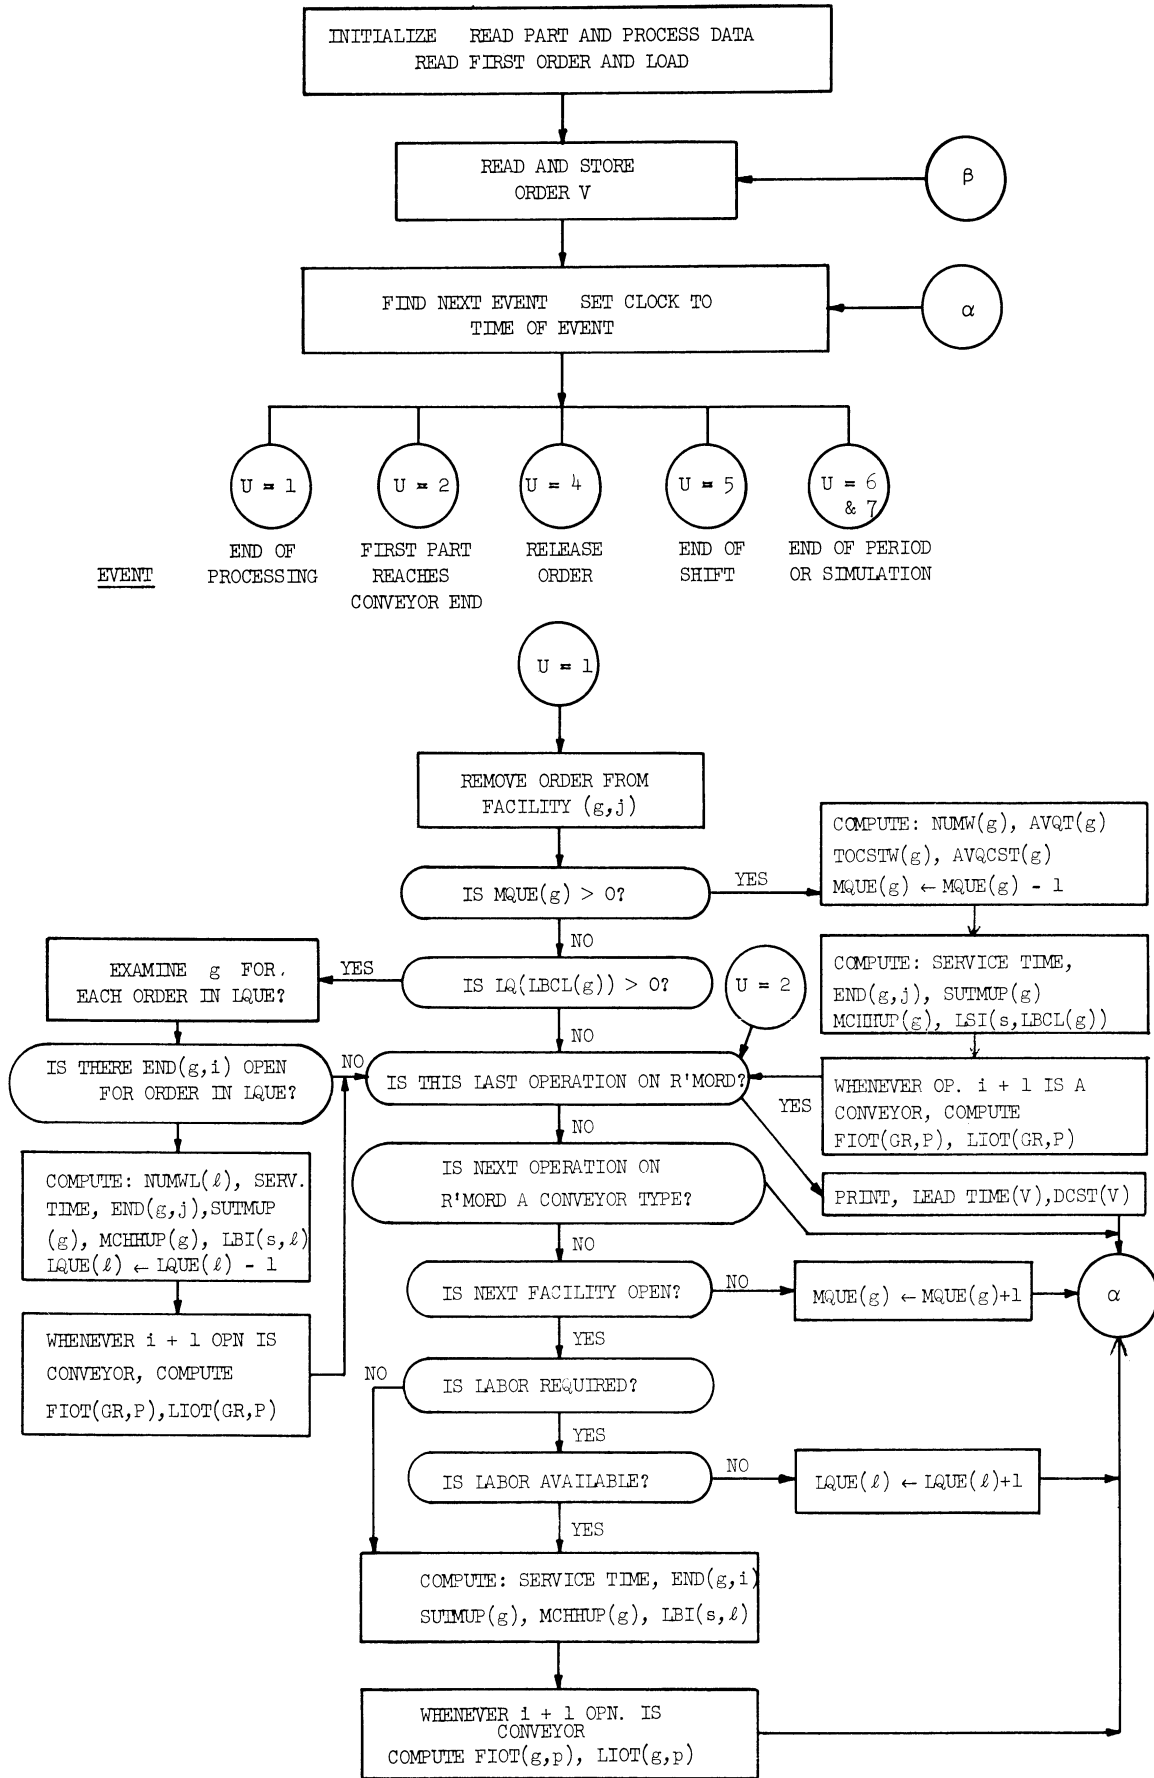 INITIALIZE READ PART AND PROCESS DATA
READ FIRST ORDER AND LOAD
READ AND STORE
ORDER V
β
FIND NEXT EVENT SET CLOCK TO
TIME OF EVENT
α
U = 1
U = 2
U = 4
U = 5
U = 6
& 7
EVENT
END OF
PROCESSING
FIRST PART
REACHES
CONVEYOR END
RELEASE
ORDER
END OF
SHIFT
END OF PERIOD
OR SIMULATION
U = 1
REMOVE ORDER FROM
FACILITY (g,j)
IS MQUE(g) > 0?
YES
COMPUTE: NUMW(g), AVQT(g)
TOCSTW(g), AVQCST(g)
MQUE(g) ← MQUE(g) - 1
NO
IS LQ(LBCL(g)) > 0?
YES
EXAMINE g FOR.
EACH ORDER IN LQUE?
U = 2
COMPUTE: SERVICE TIME,
END(g,j), SUTMUP(g)
MCHHUP(g), LSI(s,LBCL(g))
NO
IS THERE END(g,i) OPEN
FOR ORDER IN LQUE?
NO
IS THIS LAST OPERATION ON R'MORD?
YES
WHENEVER OP. i + 1 IS A
CONVEYOR, COMPUTE
FIOT(GR,P), LIOT(GR,P)
NO
COMPUTE: NUMWL(ℓ), SERV.
TIME, END(g,j),SUTMUP
(g), MCHHUP(g), LBI(s,ℓ)
LQUE(ℓ) ← LQUE(ℓ) - 1
IS NEXT OPERATION ON
R'MORD A CONVEYOR TYPE?
PRINT, LEAD TIME(V),DCST(V)
NO
IS NEXT FACILITY OPEN?
NO
MQUE(g) ← MQUE(g)+1
α
WHENEVER i + 1 OPN IS
CONVEYOR, COMPUTE
FIOT(GR,P),LIOT(GR,P)
YES
NO
IS LABOR REQUIRED?
YES
IS LABOR AVAILABLE?
NO
LQUE(ℓ) ← LQUE(ℓ)+1
YES
COMPUTE: SERVICE TIME, END(g,i)
SUTMUP(g), MCHHUP(g), LBI(s,ℓ)
WHENEVER i + 1 OPN. IS
CONVEYOR
COMPUTE FIOT(g,p), LIOT(g,p)